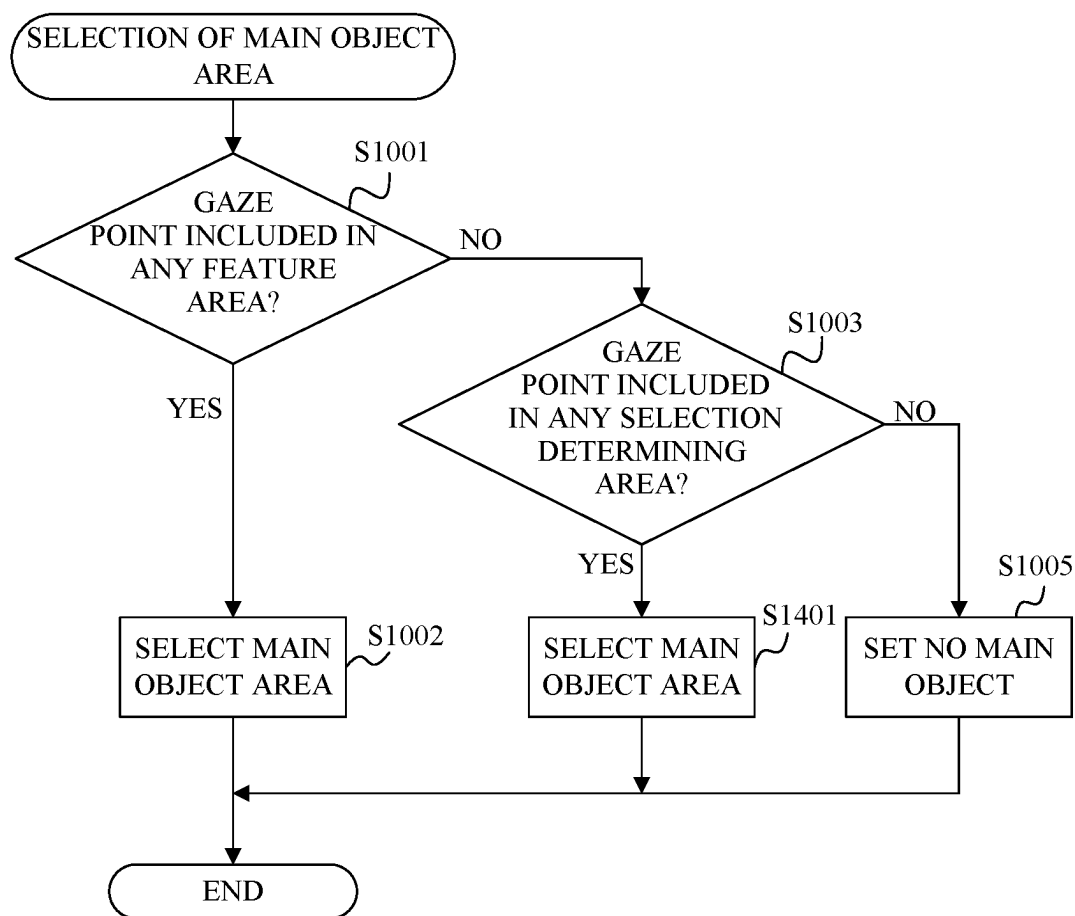 SELECTION OF MAIN OBJECT
AREA
S1001
GAZE
POINT INCLUDED IN
ANY FEATURE
AREA?
NO
YES
S1003
GAZE
POINT INCLUDED
IN ANY SELECTION
DETERMINING
AREA?
NO
YES
S1002
SELECT MAIN
OBJECT AREA
S1401
SELECT MAIN
OBJECT AREA
S1005
SET NO MAIN
OBJECT
END